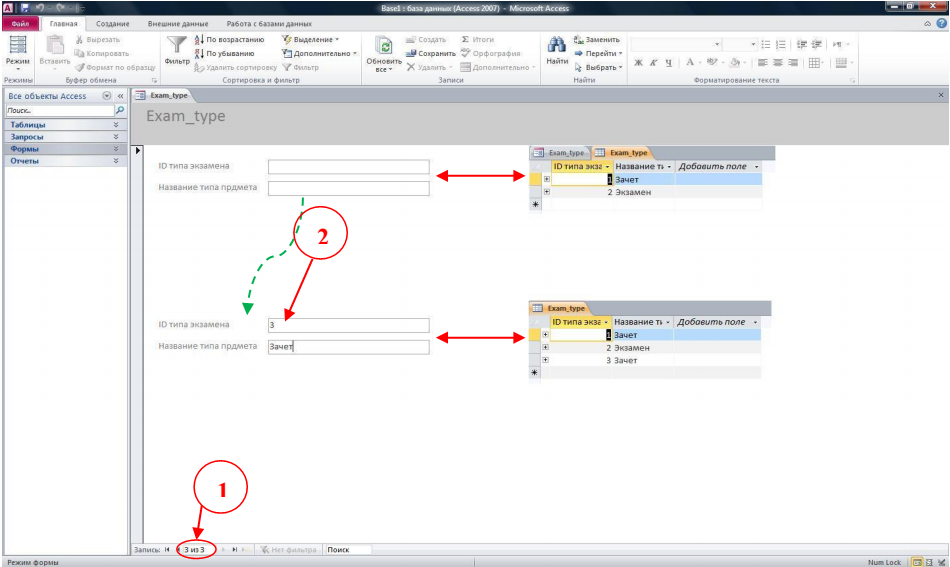 Base1 : база данных (Access 2007) - Microsoft Access
Файл Главная Создание Внешние данные Работа с базами данных
Режим
Режимы
Вставить
Вырезать
Копировать
Формат по образцу
Буфер обмена
Фильтр
По возрастанию
По убыванию
Удалить сортировку
Выделение
Дополнительно
Фильтр
Сортировка и фильтр
Обновить все
Создать
Сохранить
Удалить
Итоги
Орфография
Дополнительно
Записи
Найти
Заменить
Перейти
Выбрать
Найти
Ж К Ч
Форматирование текста
Все объекты Access
Поиск...
Таблицы
Запросы
Формы
Отчеты
Exam_type
Exam_type
ID типа экзамена
Название типа прдмета
Exam_type Exam_type
ID типа экза Название ти Добавить поле
1 Зачет
2 Экзамен
2
ID типа экзамена 3
Название типа прдмета Зачет
Exam_type
ID типа экза Название ти Добавить поле
1 Зачет
2 Экзамен
3 Зачет
1
Запись: 3 из 3 Нет фильтра Поиск
Режим формы Num Lock